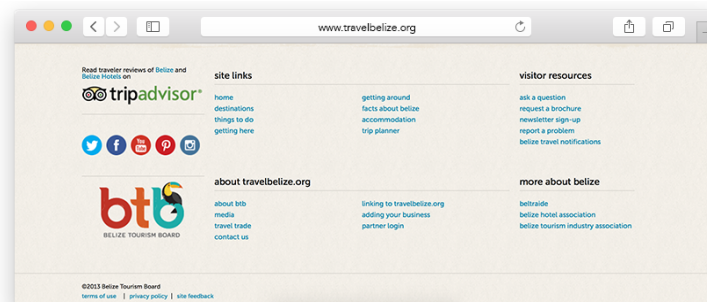 www.travelbelize.org
Read traveler reviews of Belize and
Belize Hotels on
tripadvisor®
You
Tube
btb
BELIZE TOURISM BOARD
site links
home
destinations
things to do
getting here
getting around
facts about belize
accommodation
trip planner
visitor resources
ask a question
request a brochure
newsletter sign-up
report a problem
belize travel notifications
about travelbelize.org
about btb
media
travel trade
contact us
linking to travelbelize.org
adding your business
partner login
more about belize
beltraide
belize hotel association
belize tourism industry association
©2013 Belize Tourism Board
terms of use | privacy policy | site feedback